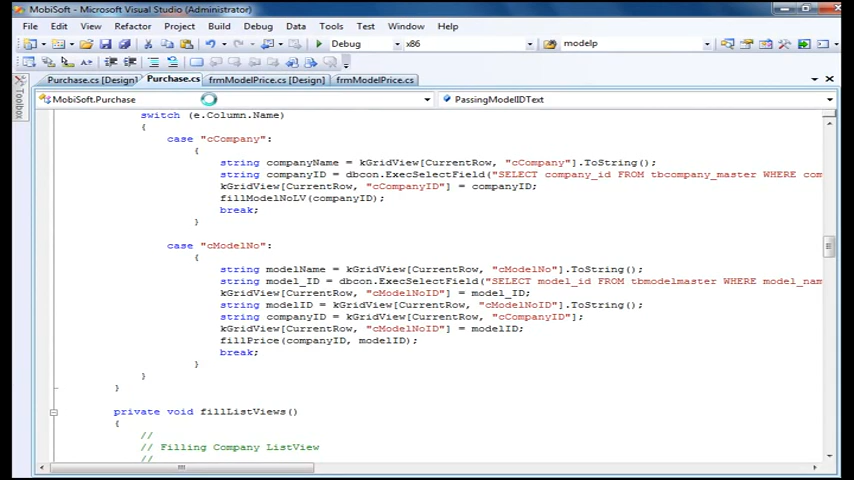 MobiSoft - Microsoft Visual Studio (Administrator)
File Edit View Refactor Project Build Debug Data Tools Test Window Help
Debug x86 modelp
Purchase.cs [Design] Purchase.cs frmModelPrice.cs [Design] frmModelPrice.cs
Toolbox
MobiSoft.Purchase PassingModelIDText
switch (e.Column.Name)
{
case "cCompany":
{
string companyName = kGridView[CurrentRow, "cCompany"].ToString();
string companyID = dbcon.ExecSelectField("SELECT company_id FROM tbcompany_master WHERE com
kGridView[CurrentRow, "cCompanyID"] = companyID;
fillModelNoLV(companyID);
break;
}
case "cModelNo":
{
string modelName = kGridView[CurrentRow, "cModelNo"].ToString();
string model_ID = dbcon.ExecSelectField("SELECT model_id FROM tbmodelmaster WHERE model_nam
kGridView[CurrentRow, "cModelNoID"] = model_ID;
string modelID = kGridView[CurrentRow, "cModelNoID"].ToString();
string companyID = kGridView[CurrentRow, "cCompanyID"];
kGridView[CurrentRow, "cModelNoID"] = modelID;
fillPrice(companyID, modelID);
break;
}
}
}
private void fillListViews()
{
//
// Filling Company ListView
//